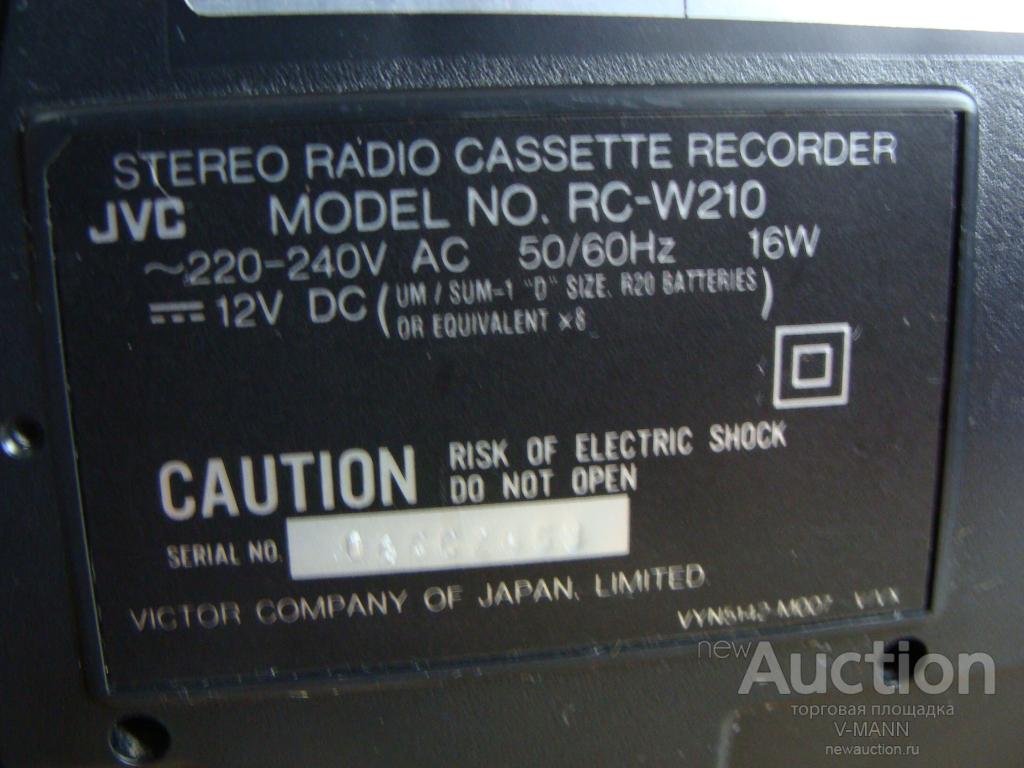 STEREO RADIO CASSETTE RECORDER
JVC MODEL NO. RC-W210
~220-240V AC 50/60Hz 16W
⎓ 12V DC (UM / SUM-1 "D" SIZE. R20 BATTERIES
OR EQUIVALENT ×8)
CAUTION RISK OF ELECTRIC SHOCK
DO NOT OPEN
SERIAL NO.
VICTOR COMPANY OF JAPAN, LIMITED
newAuction
торговая площадка
V-MANN
newauction.ru